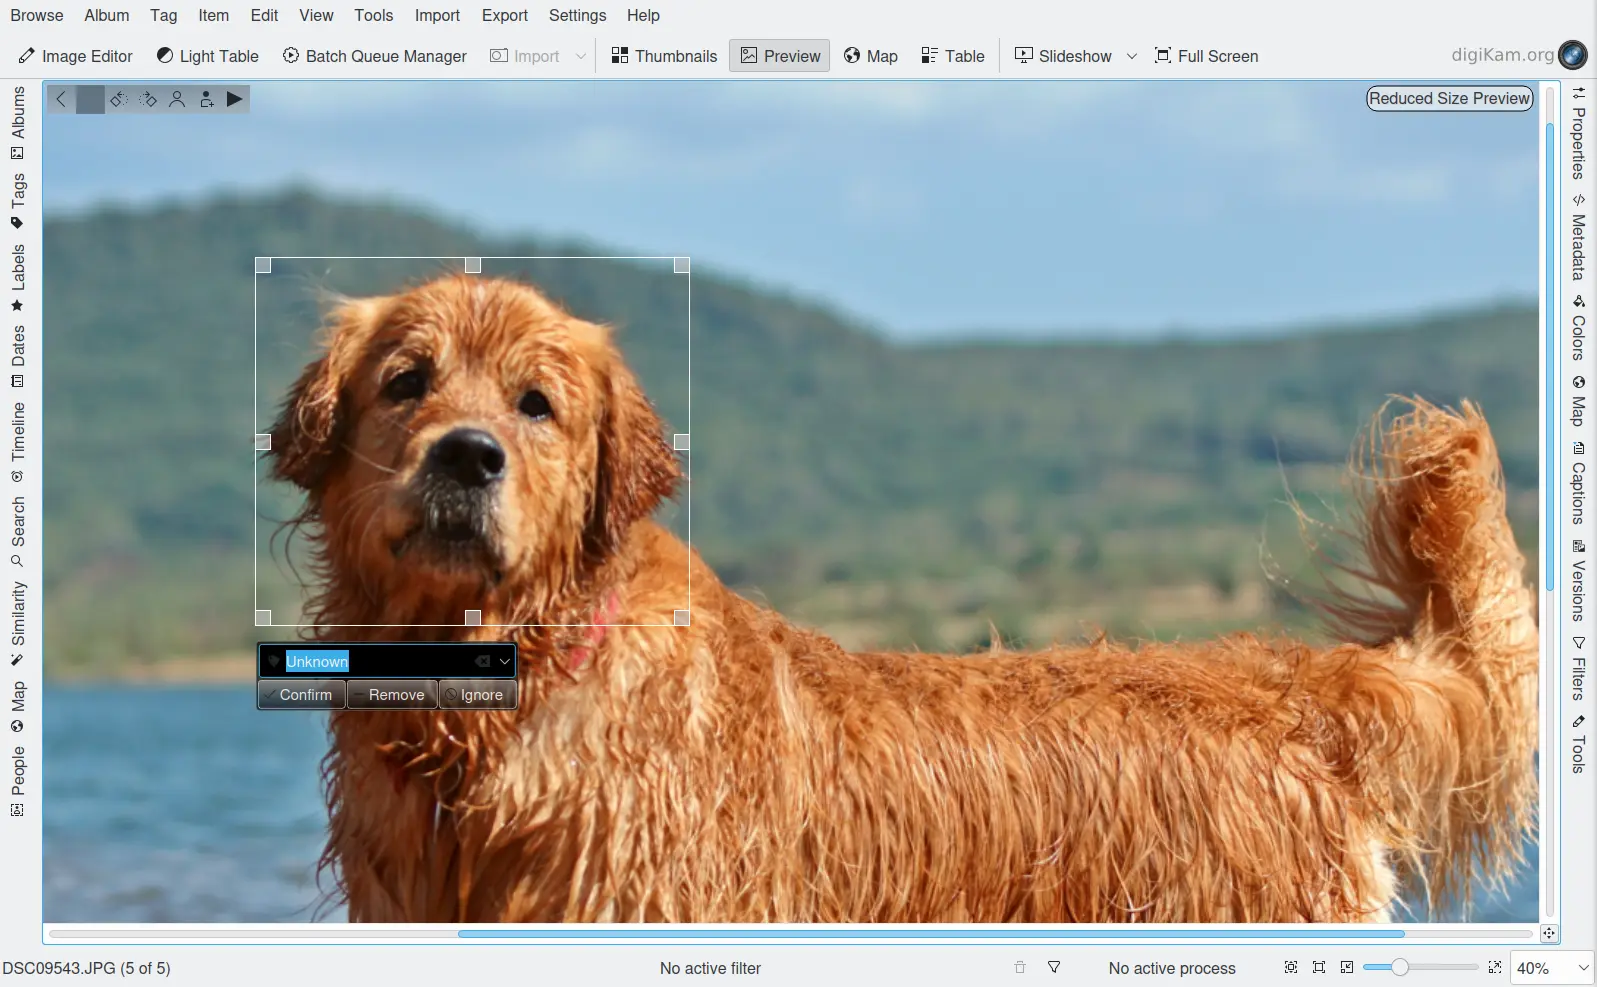 Browse Album Tag Item Edit View Tools Import Export Settings Help
Image Editor Light Table Batch Queue Manager Import Thumbnails Preview Map Table Slideshow Full Screen digiKam.org
Reduced Size Preview
Albums
Tags
Labels
Dates
Timeline
Search
Similarity
Map
People
Properties
Metadata
Colors
Map
Captions
Versions
Filters
Tools
Unknown
Confirm Remove Ignore
DSC09543.JPG (5 of 5) No active filter No active process 40%